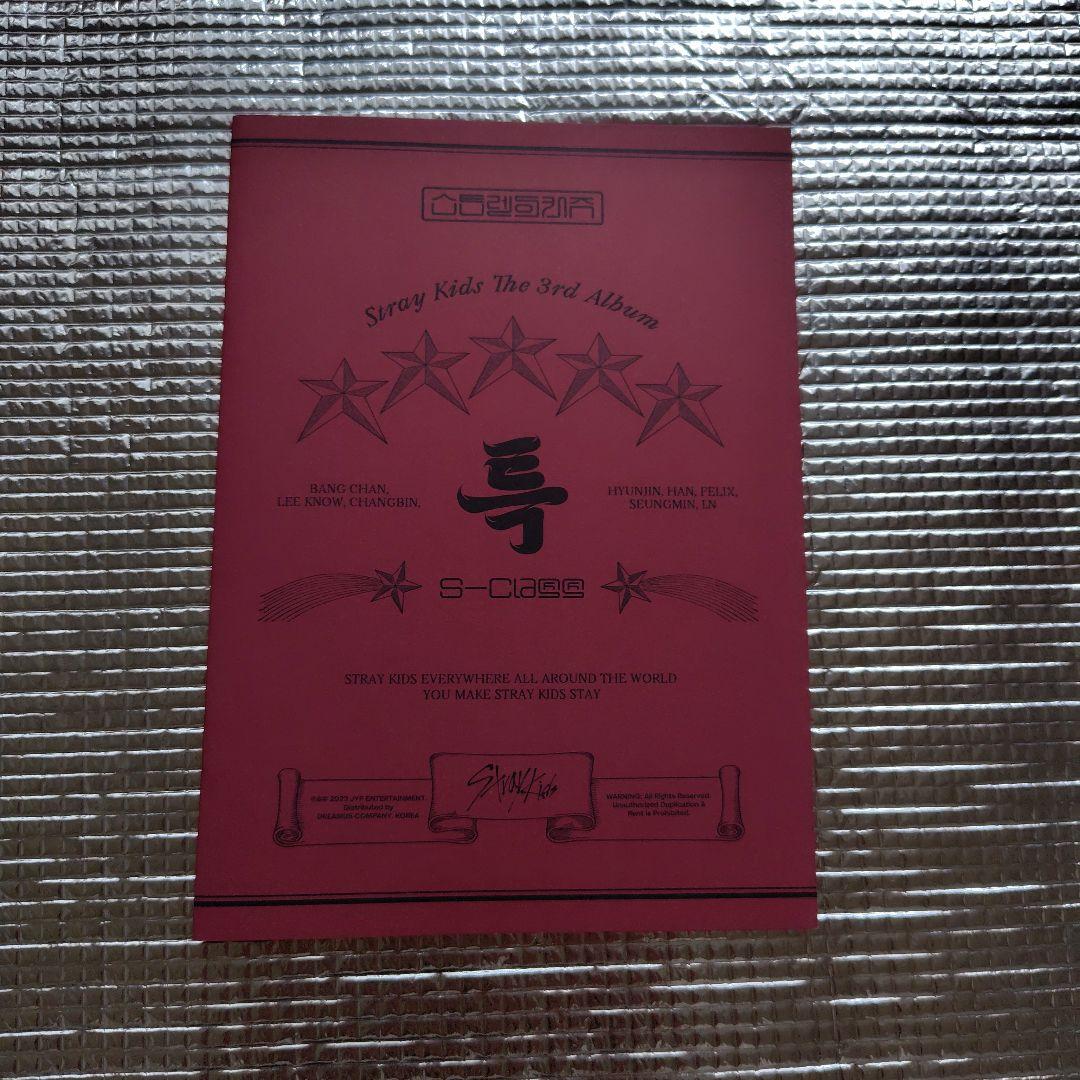 스트레이키즈
Stray Kids The 3rd Album
특
BANG CHAN,
LEE KNOW, CHANGBIN,
HYUNJIN, HAN, FELIX,
SEUNGMIN, I.N
S-Class
STRAY KIDS EVERYWHERE ALL AROUND THE WORLD
YOU MAKE STRAY KIDS STAY
Stray Kids
℗&© 2023 JYP ENTERTAINMENT.
Distributed by
DREAMUS COMPANY. KOREA
WARNING: All Rights Reserved.
Unauthorized Duplication &
Rent is Prohibited.